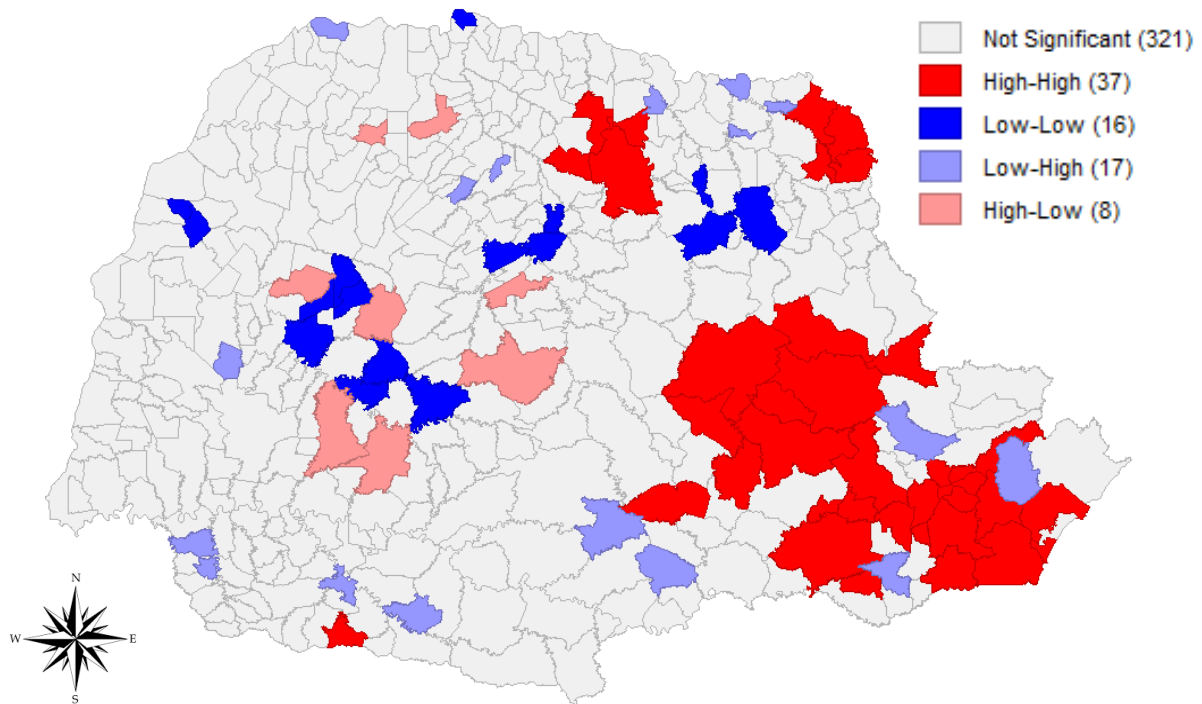 Not Significant (321)
High-High (37)
Low-Low (16)
Low-High (17)
High-Low (8)
N
W E
S